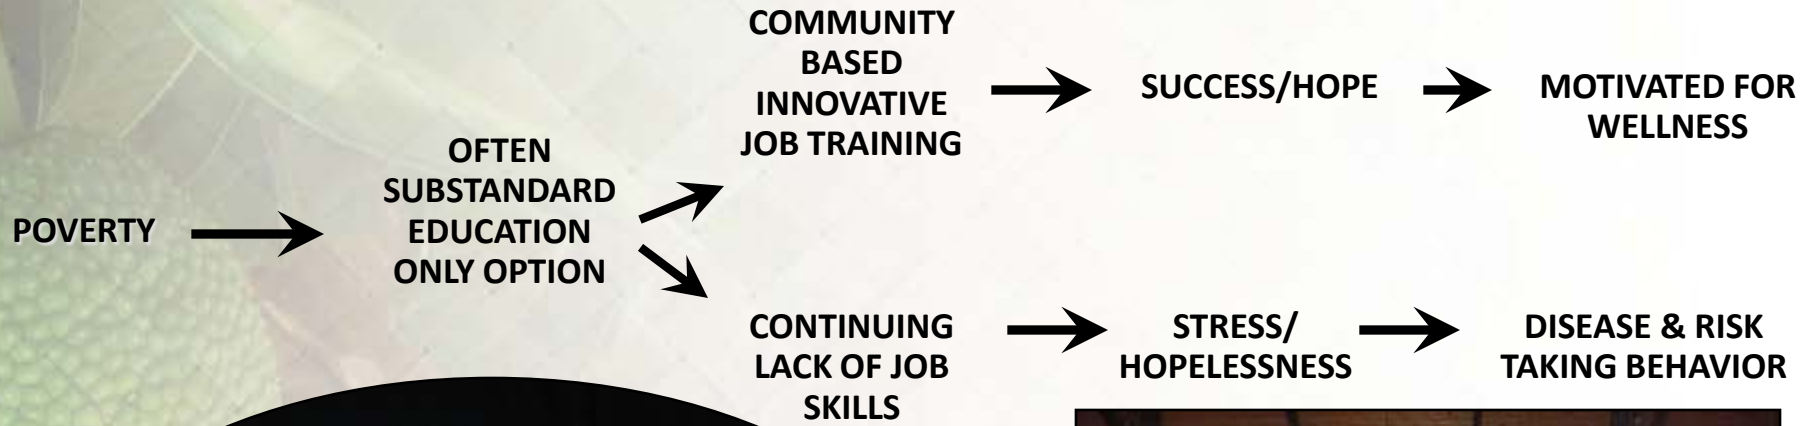 POVERTY
OFTEN
SUBSTANDARD
EDUCATION
ONLY OPTION
COMMUNITY
BASED
INNOVATIVE
JOB TRAINING
SUCCESS/HOPE
MOTIVATED FOR
WELLNESS
CONTINUING
LACK OF JOB
SKILLS
STRESS/
HOPELESSNESS
DISEASE & RISK
TAKING BEHAVIOR